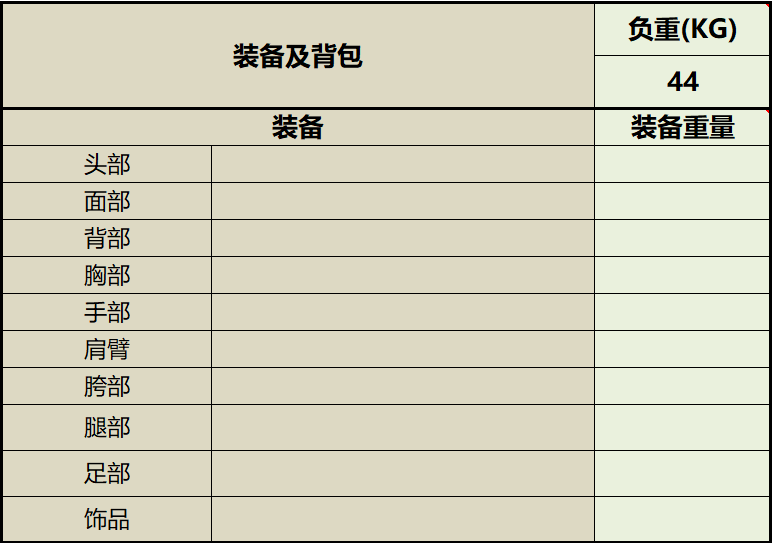 装备及背包
负重(KG)
44
装备
装备重量
头部
面部
背部
胸部
手部
肩臂
胯部
腿部
足部
饰品